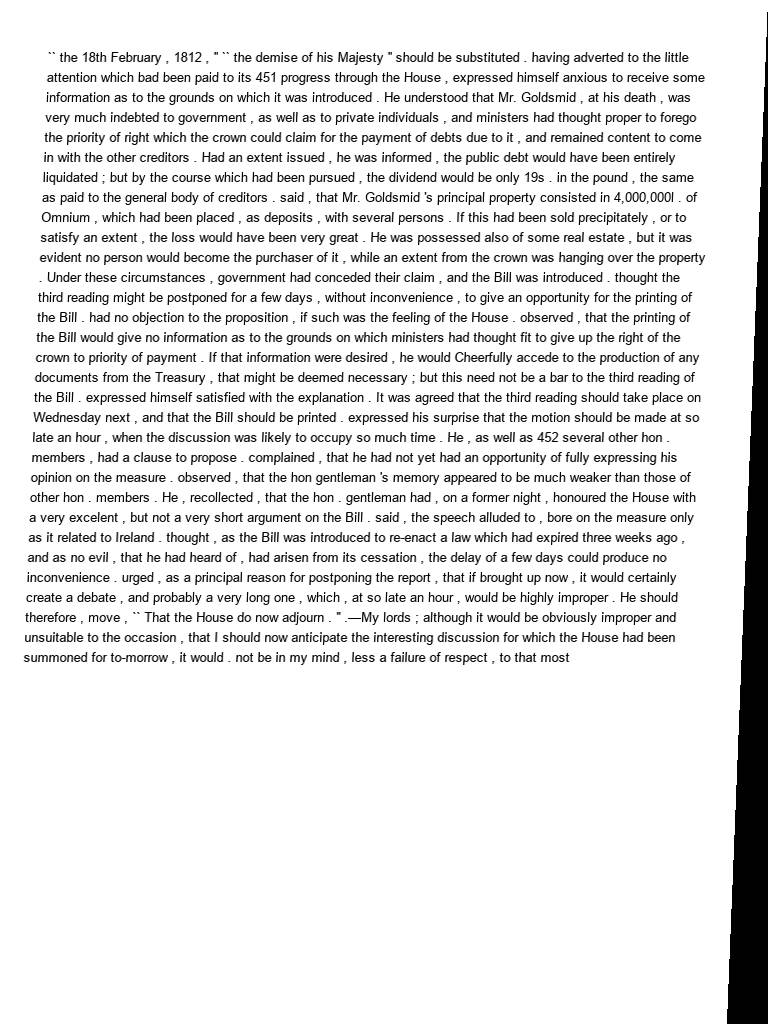 `` the 18th February , 1812 , '' `` the demise of his Majesty '' should be substituted . having adverted to the little
attention which bad been paid to its 451 progress through the House , expressed himself anxious to receive some
information as to the grounds on which it was introduced . He understood that Mr. Goldsmid , at his death , was
very much indebted to government , as well as to private individuals , and ministers had thought proper to forego
the priority of right which the crown could claim for the payment of debts due to it , and remained content to come
in with the other creditors . Had an extent issued , he was informed , the public debt would have been entirely
liquidated ; but by the course which had been pursued , the dividend would be only 19s . in the pound , the same
as paid to the general body of creditors . said , that Mr. Goldsmid 's principal property consisted in 4,000,000l . of
Omnium , which had been placed , as deposits , with several persons . If this had been sold precipitately , or to
satisfy an extent , the loss would have been very great . He was possessed also of some real estate , but it was
evident no person would become the purchaser of it , while an extent from the crown was hanging over the property
. Under these circumstances , government had conceded their claim , and the Bill was introduced . thought the
third reading might be postponed for a few days , without inconvenience , to give an opportunity for the printing of
the Bill . had no objection to the proposition , if such was the feeling of the House . observed , that the printing of
the Bill would give no information as to the grounds on which ministers had thought fit to give up the right of the
crown to priority of payment . If that information were desired , he would Cheerfully accede to the production of any
documents from the Treasury , that might be deemed necessary ; but this need not be a bar to the third reading of
the Bill . expressed himself satisfied with the explanation . It was agreed that the third reading should take place on
Wednesday next , and that the Bill should be printed . expressed his surprise that the motion should be made at so
late an hour , when the discussion was likely to occupy so much time . He , as well as 452 several other hon .
members , had a clause to propose . complained , that he had not yet had an opportunity of fully expressing his
opinion on the measure . observed , that the hon gentleman 's memory appeared to be much weaker than those of
other hon . members . He , recollected , that the hon . gentleman had , on a former night , honoured the House with
a very excelent , but not a very short argument on the Bill . said , the speech alluded to , bore on the measure only
as it related to Ireland . thought , as the Bill was introduced to re-enact a law which had expired three weeks ago ,
and as no evil , that he had heard of , had arisen from its cessation , the delay of a few days could produce no
inconvenience . urged , as a principal reason for postponing the report , that if brought up now , it would certainly
create a debate , and probably a very long one , which , at so late an hour , would be highly improper . He should
therefore , move , `` That the House do now adjourn . '' .—My lords ; although it would be obviously improper and
unsuitable to the occasion , that I should now anticipate the interesting discussion for which the House had been
summoned for to-morrow , it would . not be in my mind , less a failure of respect , to that most